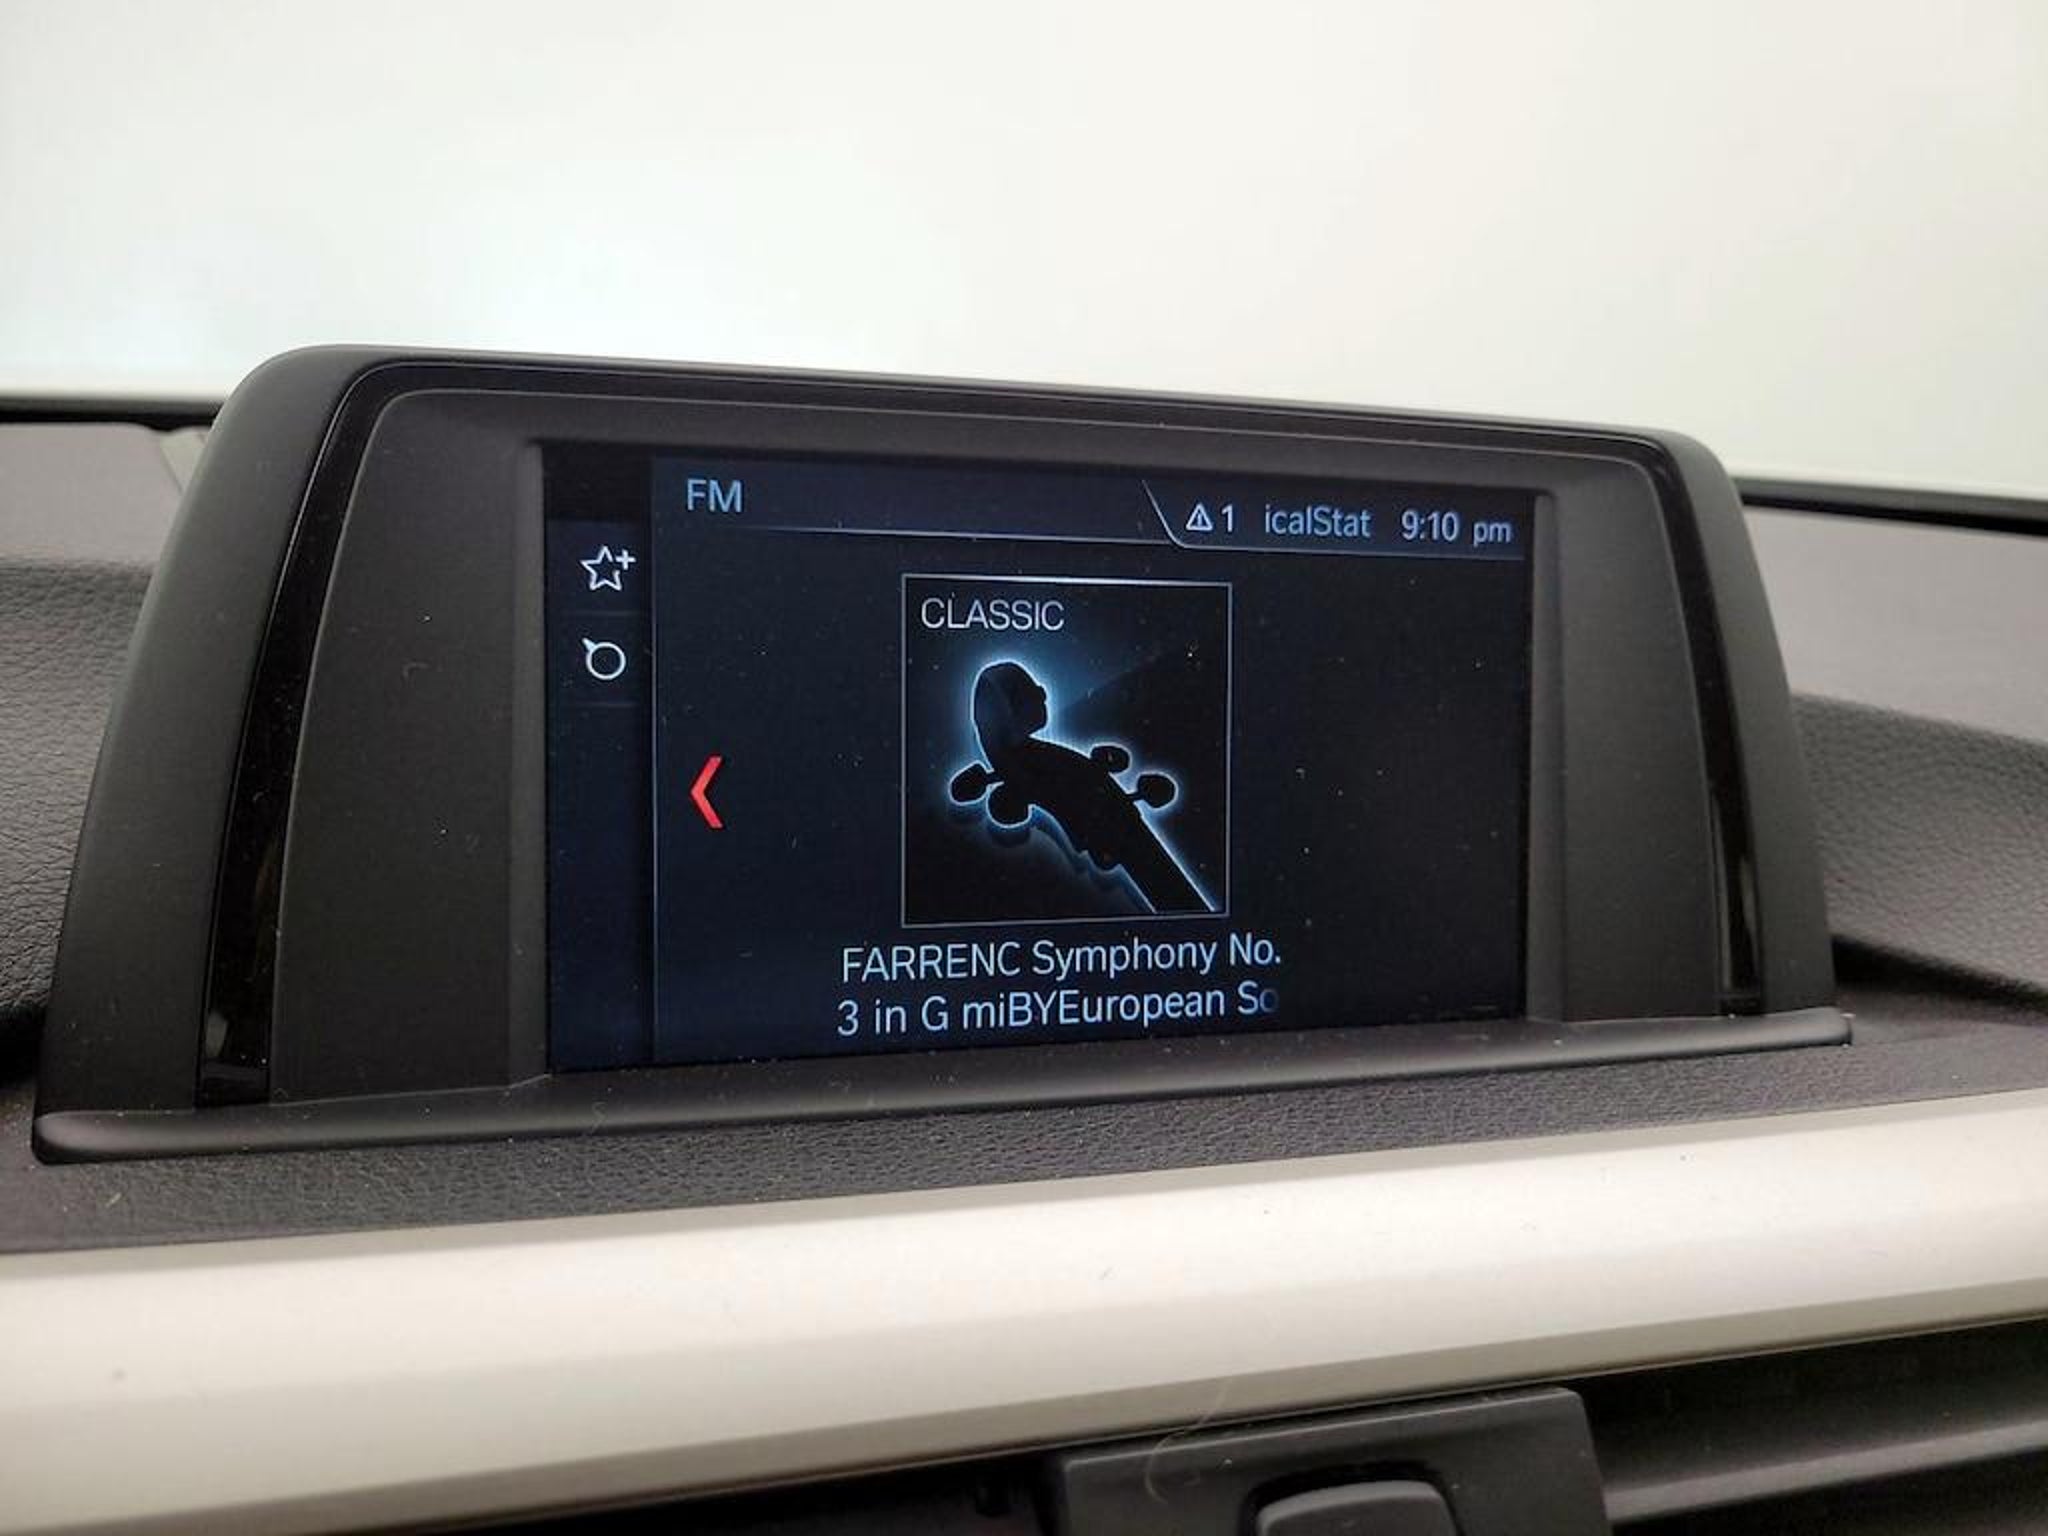 FM
1 icalStat 9:10 pm
CLASSIC
FARRENC Symphony No.
3 in G miBYEuropean So